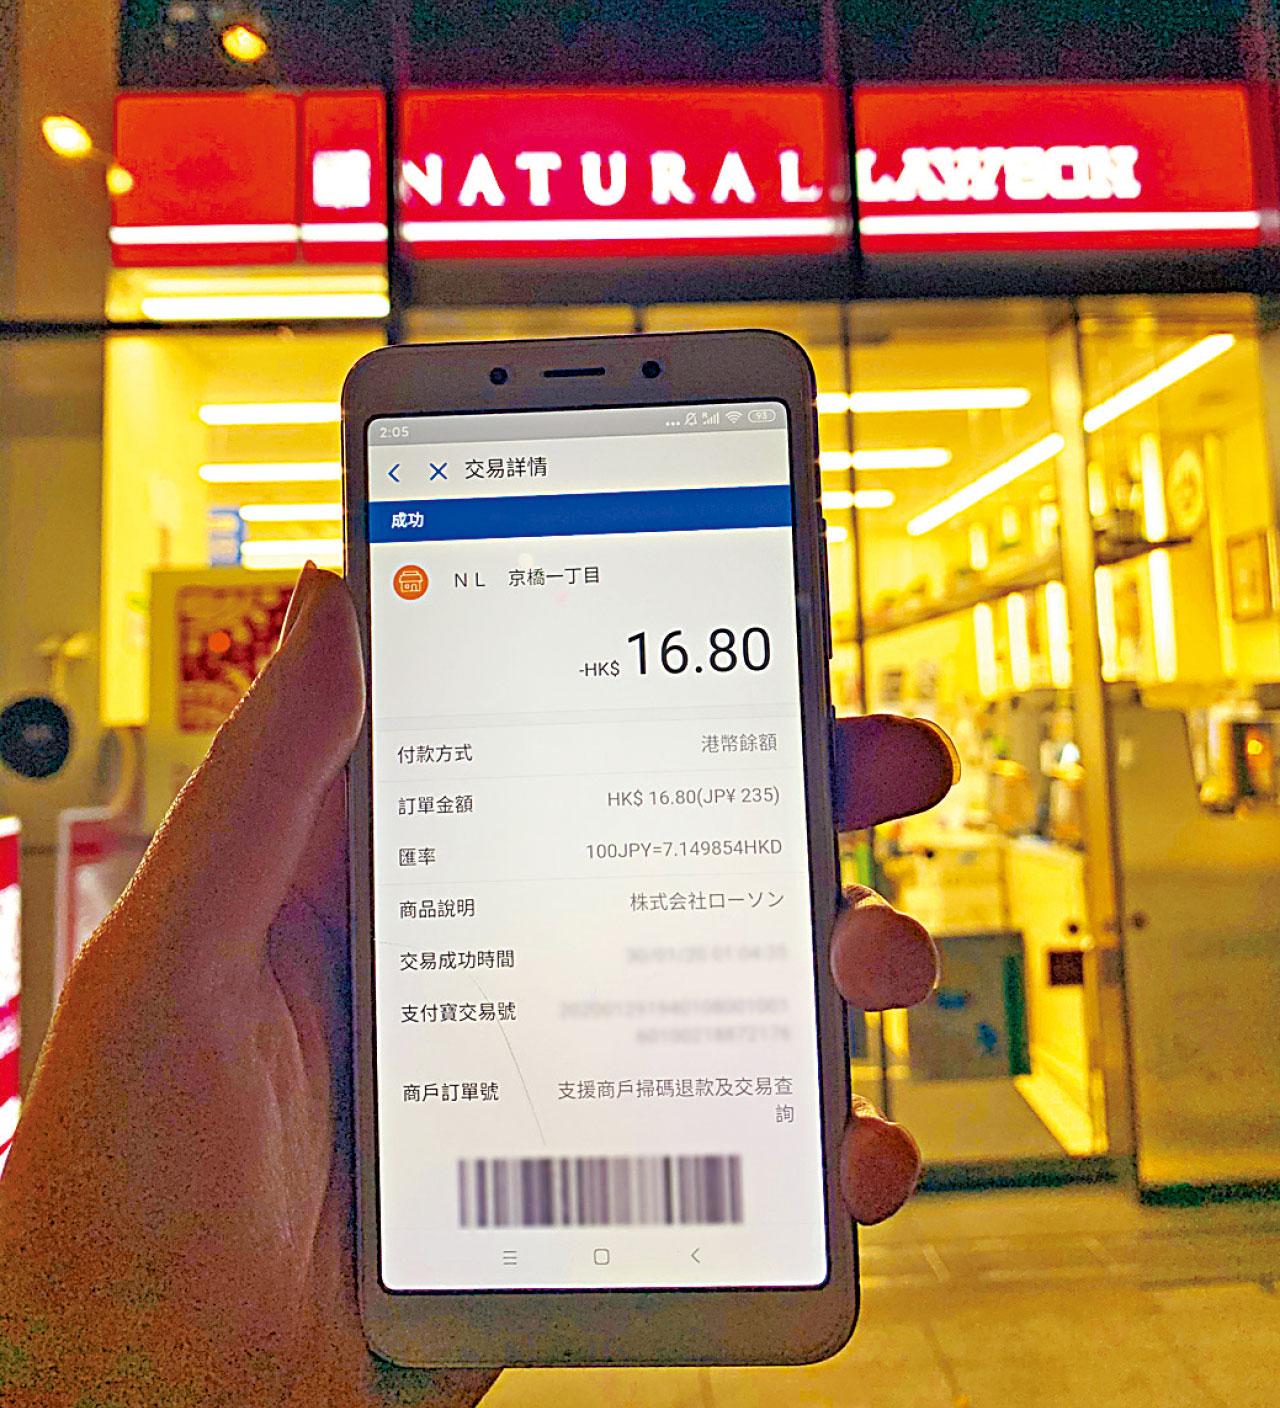 NATURAL LAWSON
2:05
93
交易詳情
成功
NL 京橋一丁目
-HK$ 16.80
付款方式 港幣餘額
訂單金額 HK$ 16.80(JP¥ 235)
匯率 100JPY=7.149854HKD
商品說明 株式会社ローソン
交易成功時間
支付寶交易號
商戶訂單號 支援商戶掃碼退款及交易查
詢